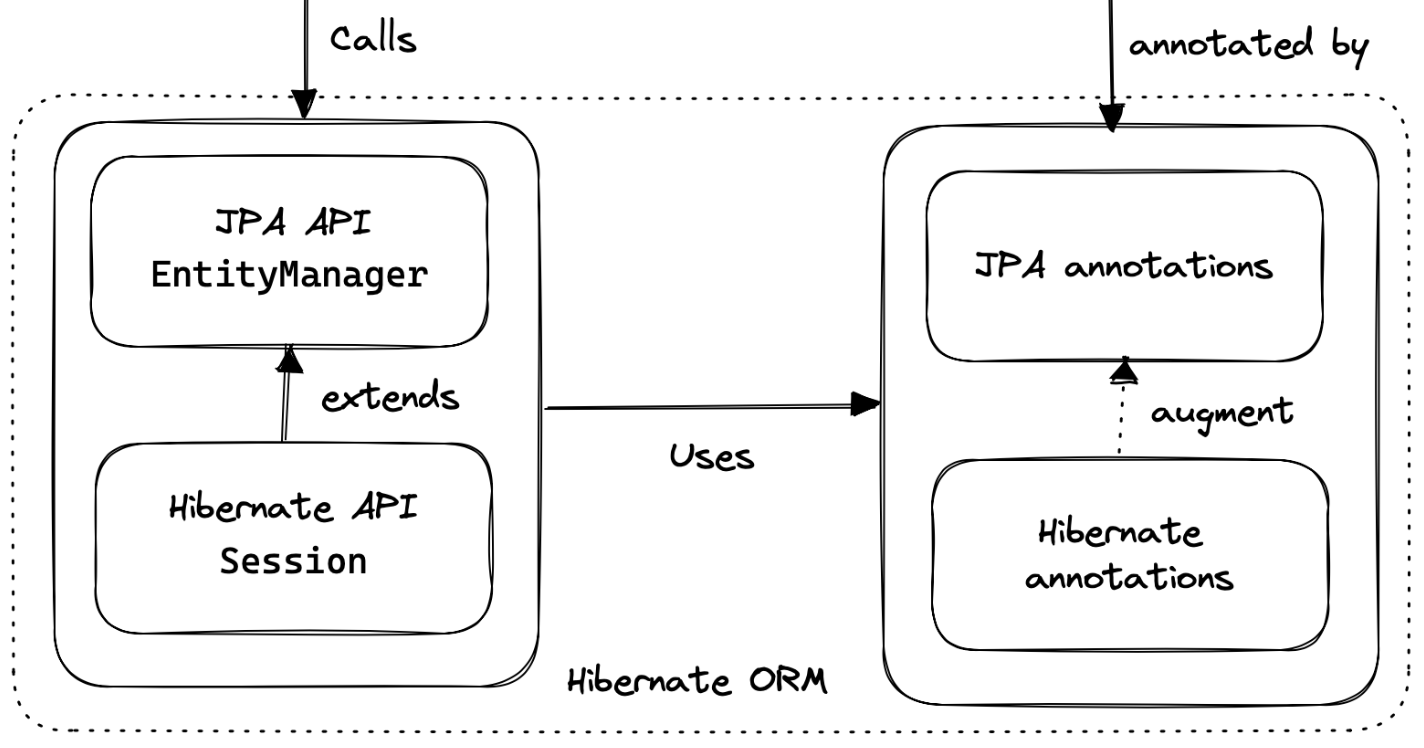 Calls
annotated by
JPA API
EntityManager
extends
Hibernate API
Session
Uses
JPA annotations
augment
Hibernate
annotations
Hibernate ORM